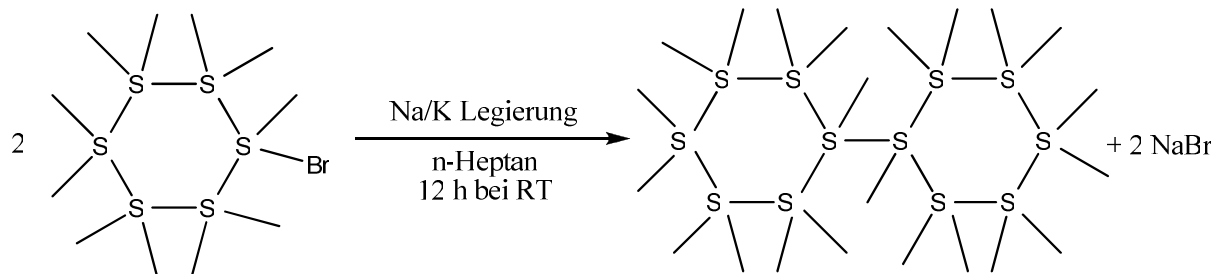 S S
2 S S
Br
S S
Na/K Legierung
n-Heptan
12 h bei RT
S S S S
S S S S + 2 NaBr
S S S S